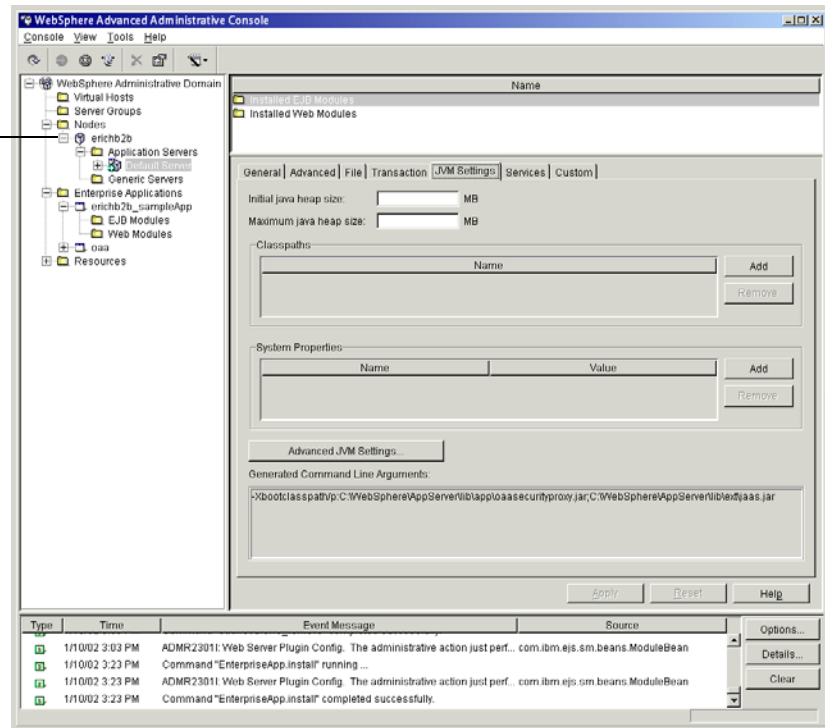 WebSphere Advanced Administrative Console
Console View Tools Help
WebSphere Administrative Domain
Virtual Hosts
Server Groups
Nodes
erichb2b
Application Servers
Default Server
Generic Servers
Enterprise Applications
erichb2b_sampleApp
EJB Modules
Web Modules
oaa
Resources
Name
Installed EJB Modules
Installed Web Modules
General Advanced File Transaction JVM Settings Services Custom
Initial java heap size: MB
Maximum java heap size: MB
Classpaths
Name
Add
Remove
System Properties
Name Value
Add
Remove
Advanced JVM Settings...
Generated Command Line Arguments:
-Xbootclasspath/p:C:\WebSphere\AppServer\lib\app\oaasecurityproxy.jar;C:\WebSphere\AppServer\lib\ext\jaas.jar
Apply Reset Help
Type Time Event Message Source
1/10/02 3:03 PM ADMR2301I: Web Server Plugin Config. The administrative action just perf... com.ibm.ejs.sm.beans.ModuleBean
1/10/02 3:23 PM Command "EnterpriseApp.install" running ...
1/10/02 3:23 PM ADMR2301I: Web Server Plugin Config. The administrative action just perf... com.ibm.ejs.sm.beans.ModuleBean
1/10/02 3:23 PM Command "EnterpriseApp.install" completed successfully.
Options...
Details...
Clear